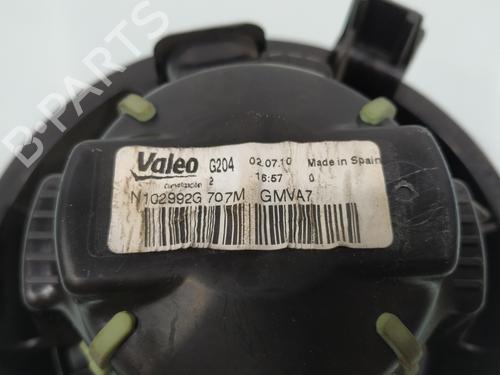 Valeo G204 02.07.10 Made in Spain
Climatización 2 16:57 0
N102992G 707M GMVA7
B-PARTS